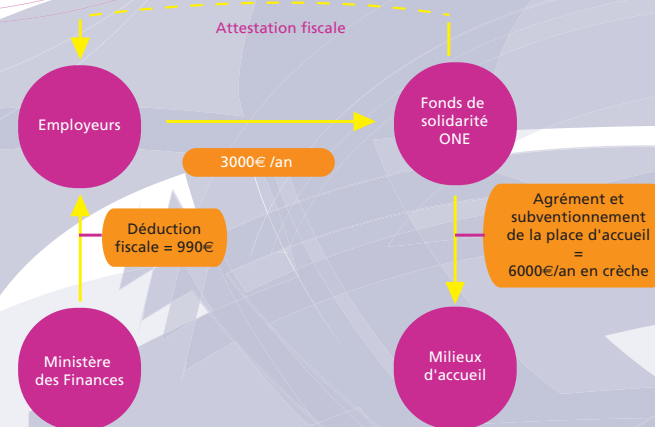 Attestation fiscale
Employeurs
Fonds de
solidarité
ONE
3000€ /an
Déduction
fiscale = 990€
Agrément et
subventionnement
de la place d'accueil
=
6000€/an en crèche
Ministère
des Finances
Milieux
d'accueil